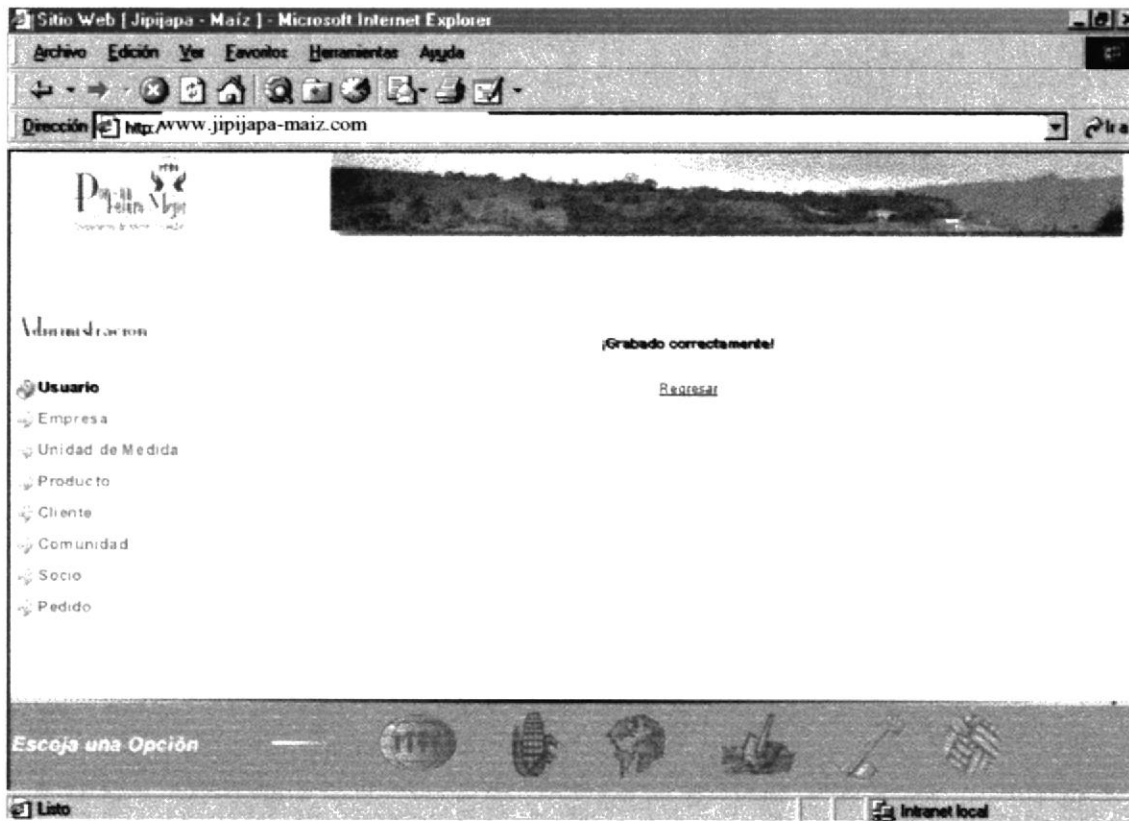 Sitio Web [ Jipijapa - Maíz ] - Microsoft Internet Explorer
Archivo Edición Ver Favoritos Herramientas Ayuda
Dirección http:/www.jipijapa-maiz.com Ir a
Administracion
¡Grabado correctamente!
Usuario
Regresar
Empresa
Unidad de Medida
Producto
Cliente
Comunidad
Socio
Pedido
Escoja una Opción
Listo Intranet local